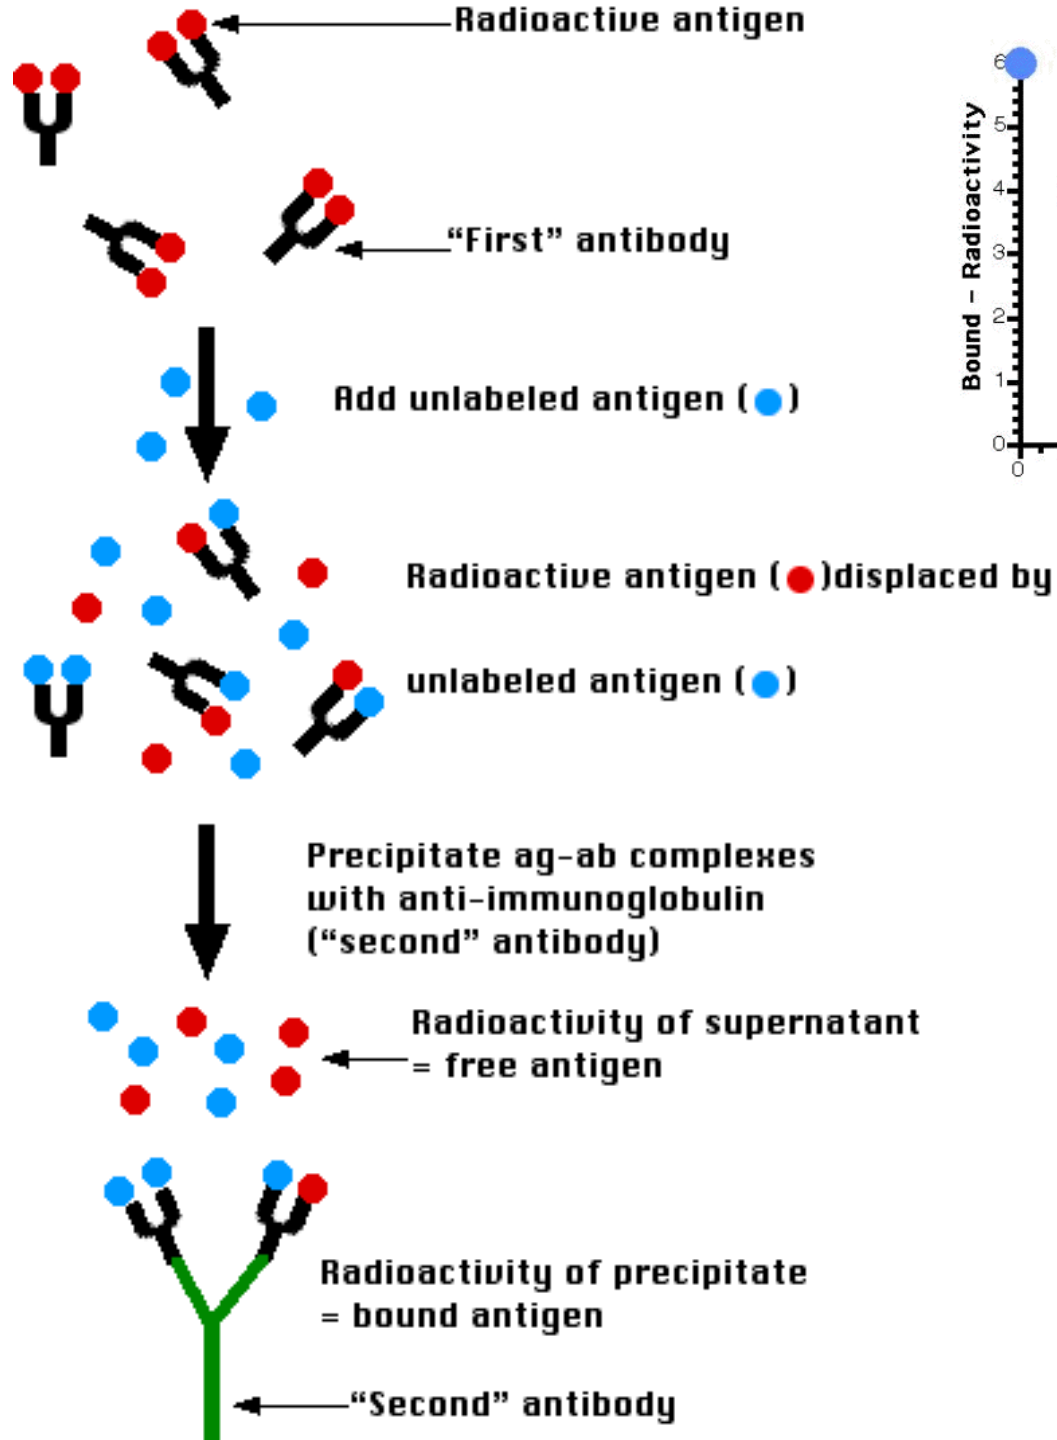 Radioactive antigen
“First” antibody
Bound - Radioactivity
6
5
4
3
2
1
0
0
Add unlabeled antigen ( )
Radioactive antigen ( )displaced by
unlabeled antigen ( )
Precipitate ag-ab complexes
with anti-immunoglobulin
(“second” antibody)
Radioactivity of supernatant
= free antigen
Radioactivity of precipitate
= bound antigen
“Second” antibody